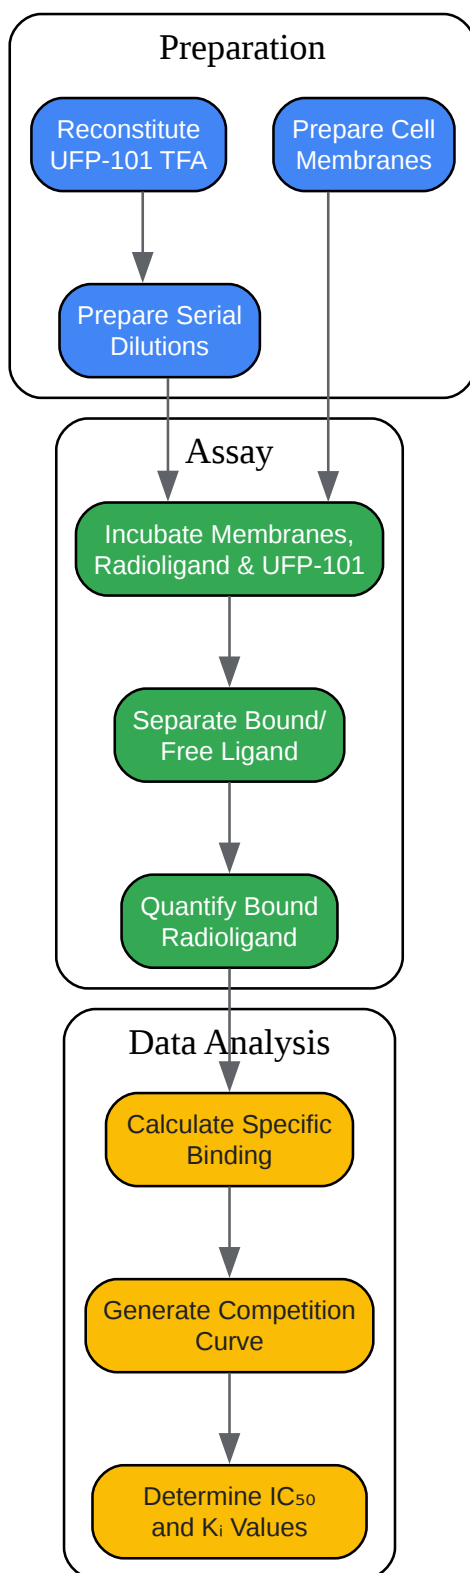 Preparation
Reconstitute
UFP-101 TFA
Prepare Cell
Membranes
Prepare Serial
Dilutions
Assay
Incubate Membranes,
Radioligand & UFP-101
Separate Bound/
Free Ligand
Quantify Bound
Radioligand
Data Analysis
Calculate Specific
Binding
Generate Competition
Curve
Determine IC₅₀
and Kᵢ Values